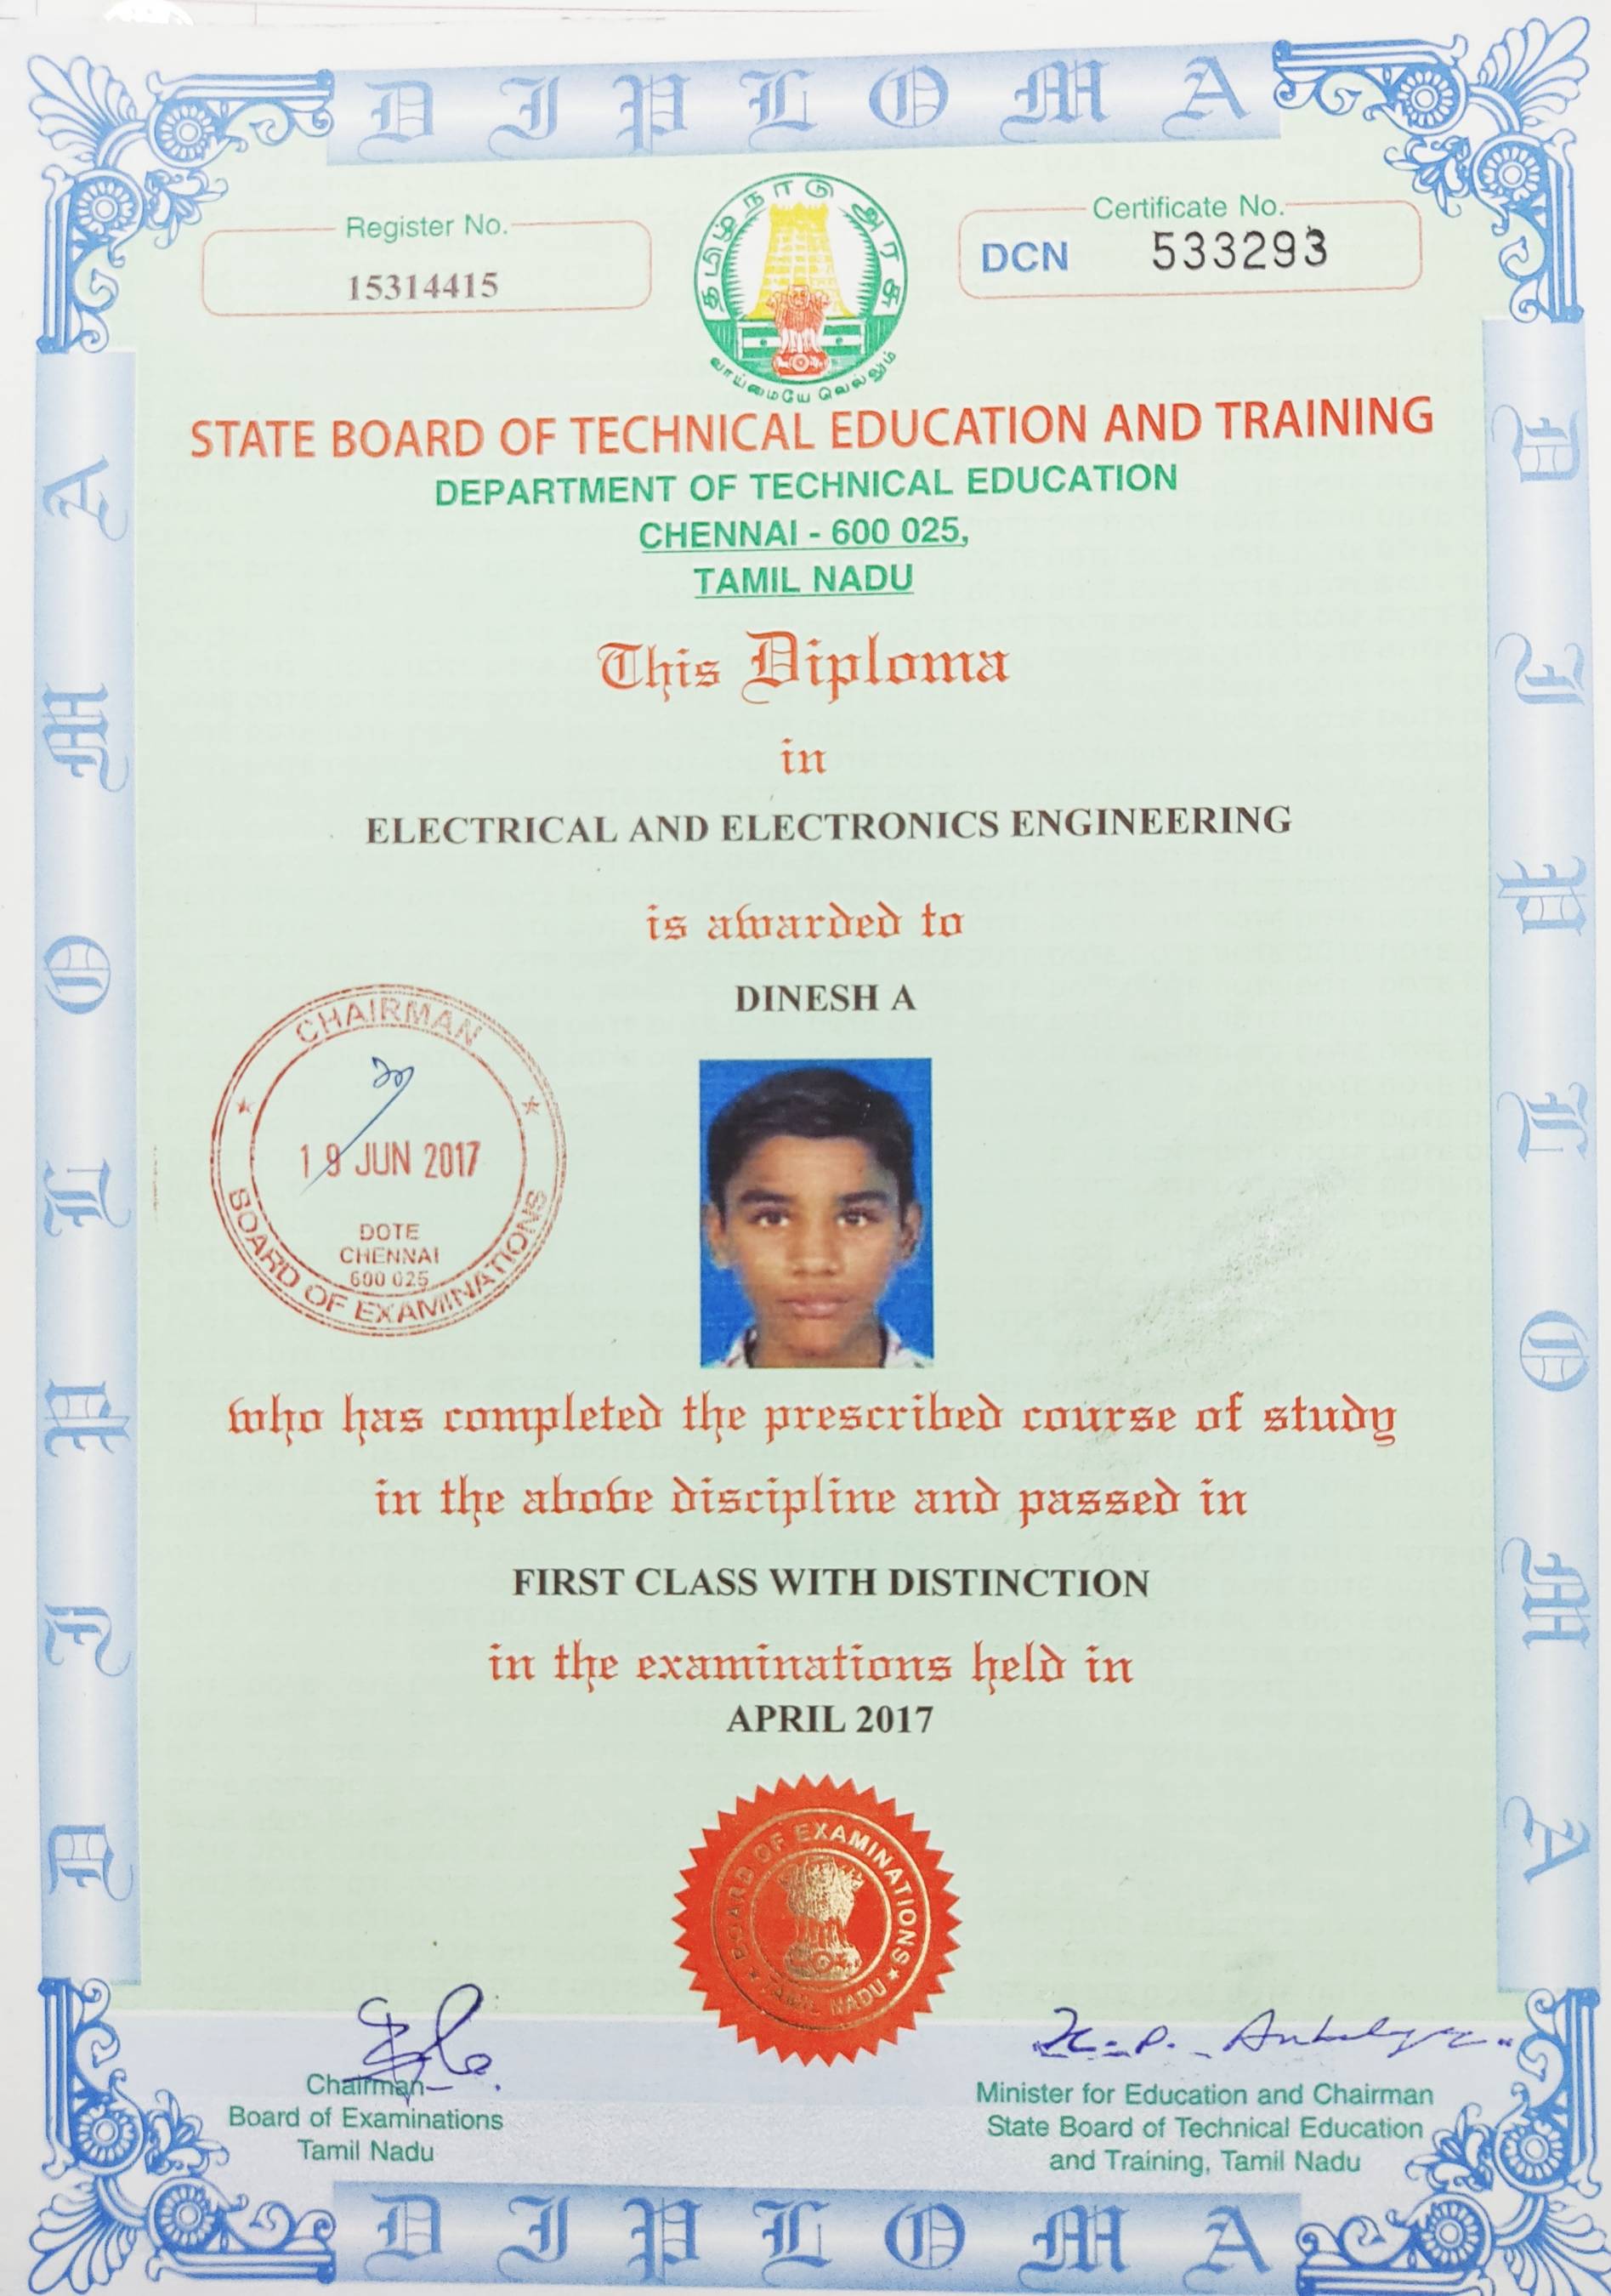 DIPLOMA
Register No.
15314415
Certificate No.
DCN 533293
தமிழ்நாடு அரசு
வாய்மையே வெல்லும்
STATE BOARD OF TECHNICAL EDUCATION AND TRAINING
DEPARTMENT OF TECHNICAL EDUCATION
CHENNAI - 600 025,
TAMIL NADU
This Diploma
in
ELECTRICAL AND ELECTRONICS ENGINEERING
is awarded to
DINESH A
CHAIRMAN
19 JUN 2017
DOTE
CHENNAI
600 025
BOARD OF EXAMINATIONS
who has completed the prescribed course of study
in the above discipline and passed in
FIRST CLASS WITH DISTINCTION
in the examinations held in
APRIL 2017
BOARD OF EXAMINATIONS
TAMIL NADU
Chairman
Board of Examinations
Tamil Nadu
Minister for Education and Chairman
State Board of Technical Education
and Training, Tamil Nadu
DIPLOMA
DIPLOMA
DIPLOMA